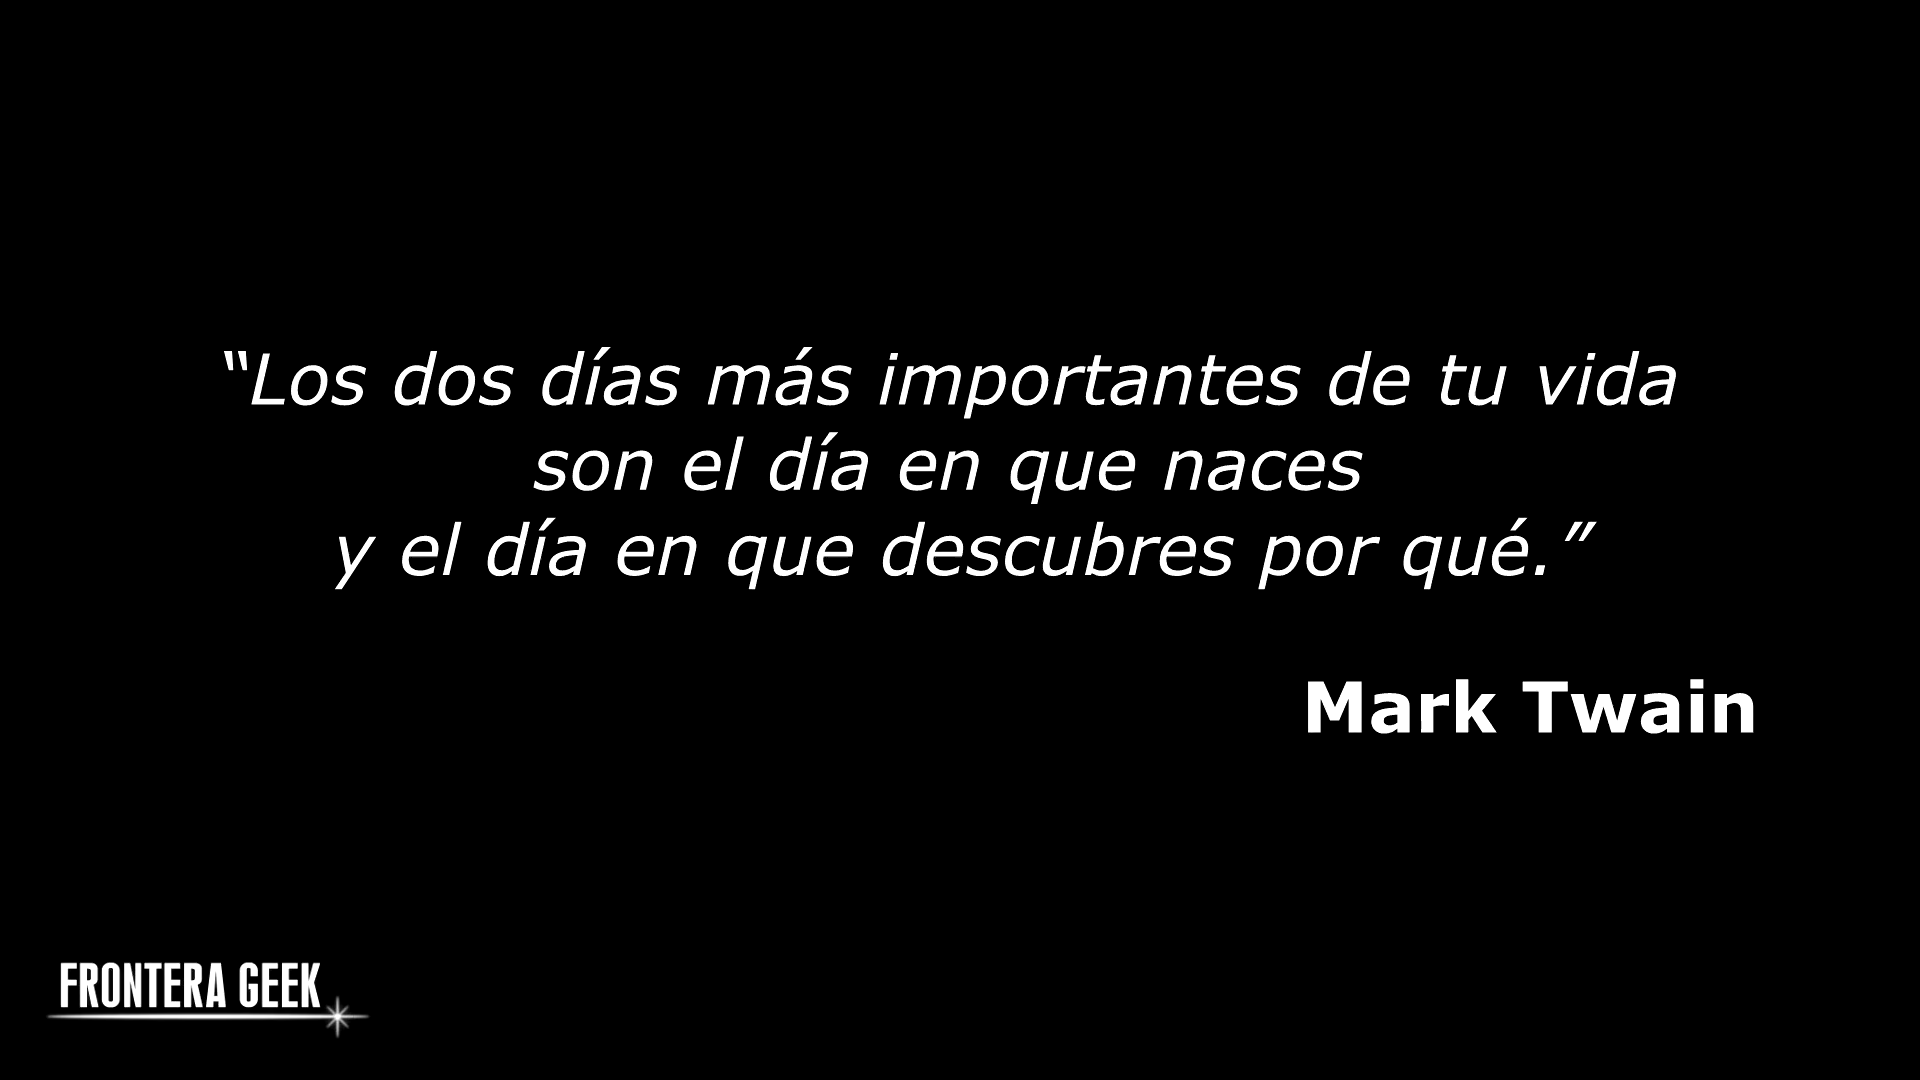 “Los dos días más importantes de tu vida
son el día en que naces
y el día en que descubres por qué.”
Mark Twain
FRONTERA GEEK